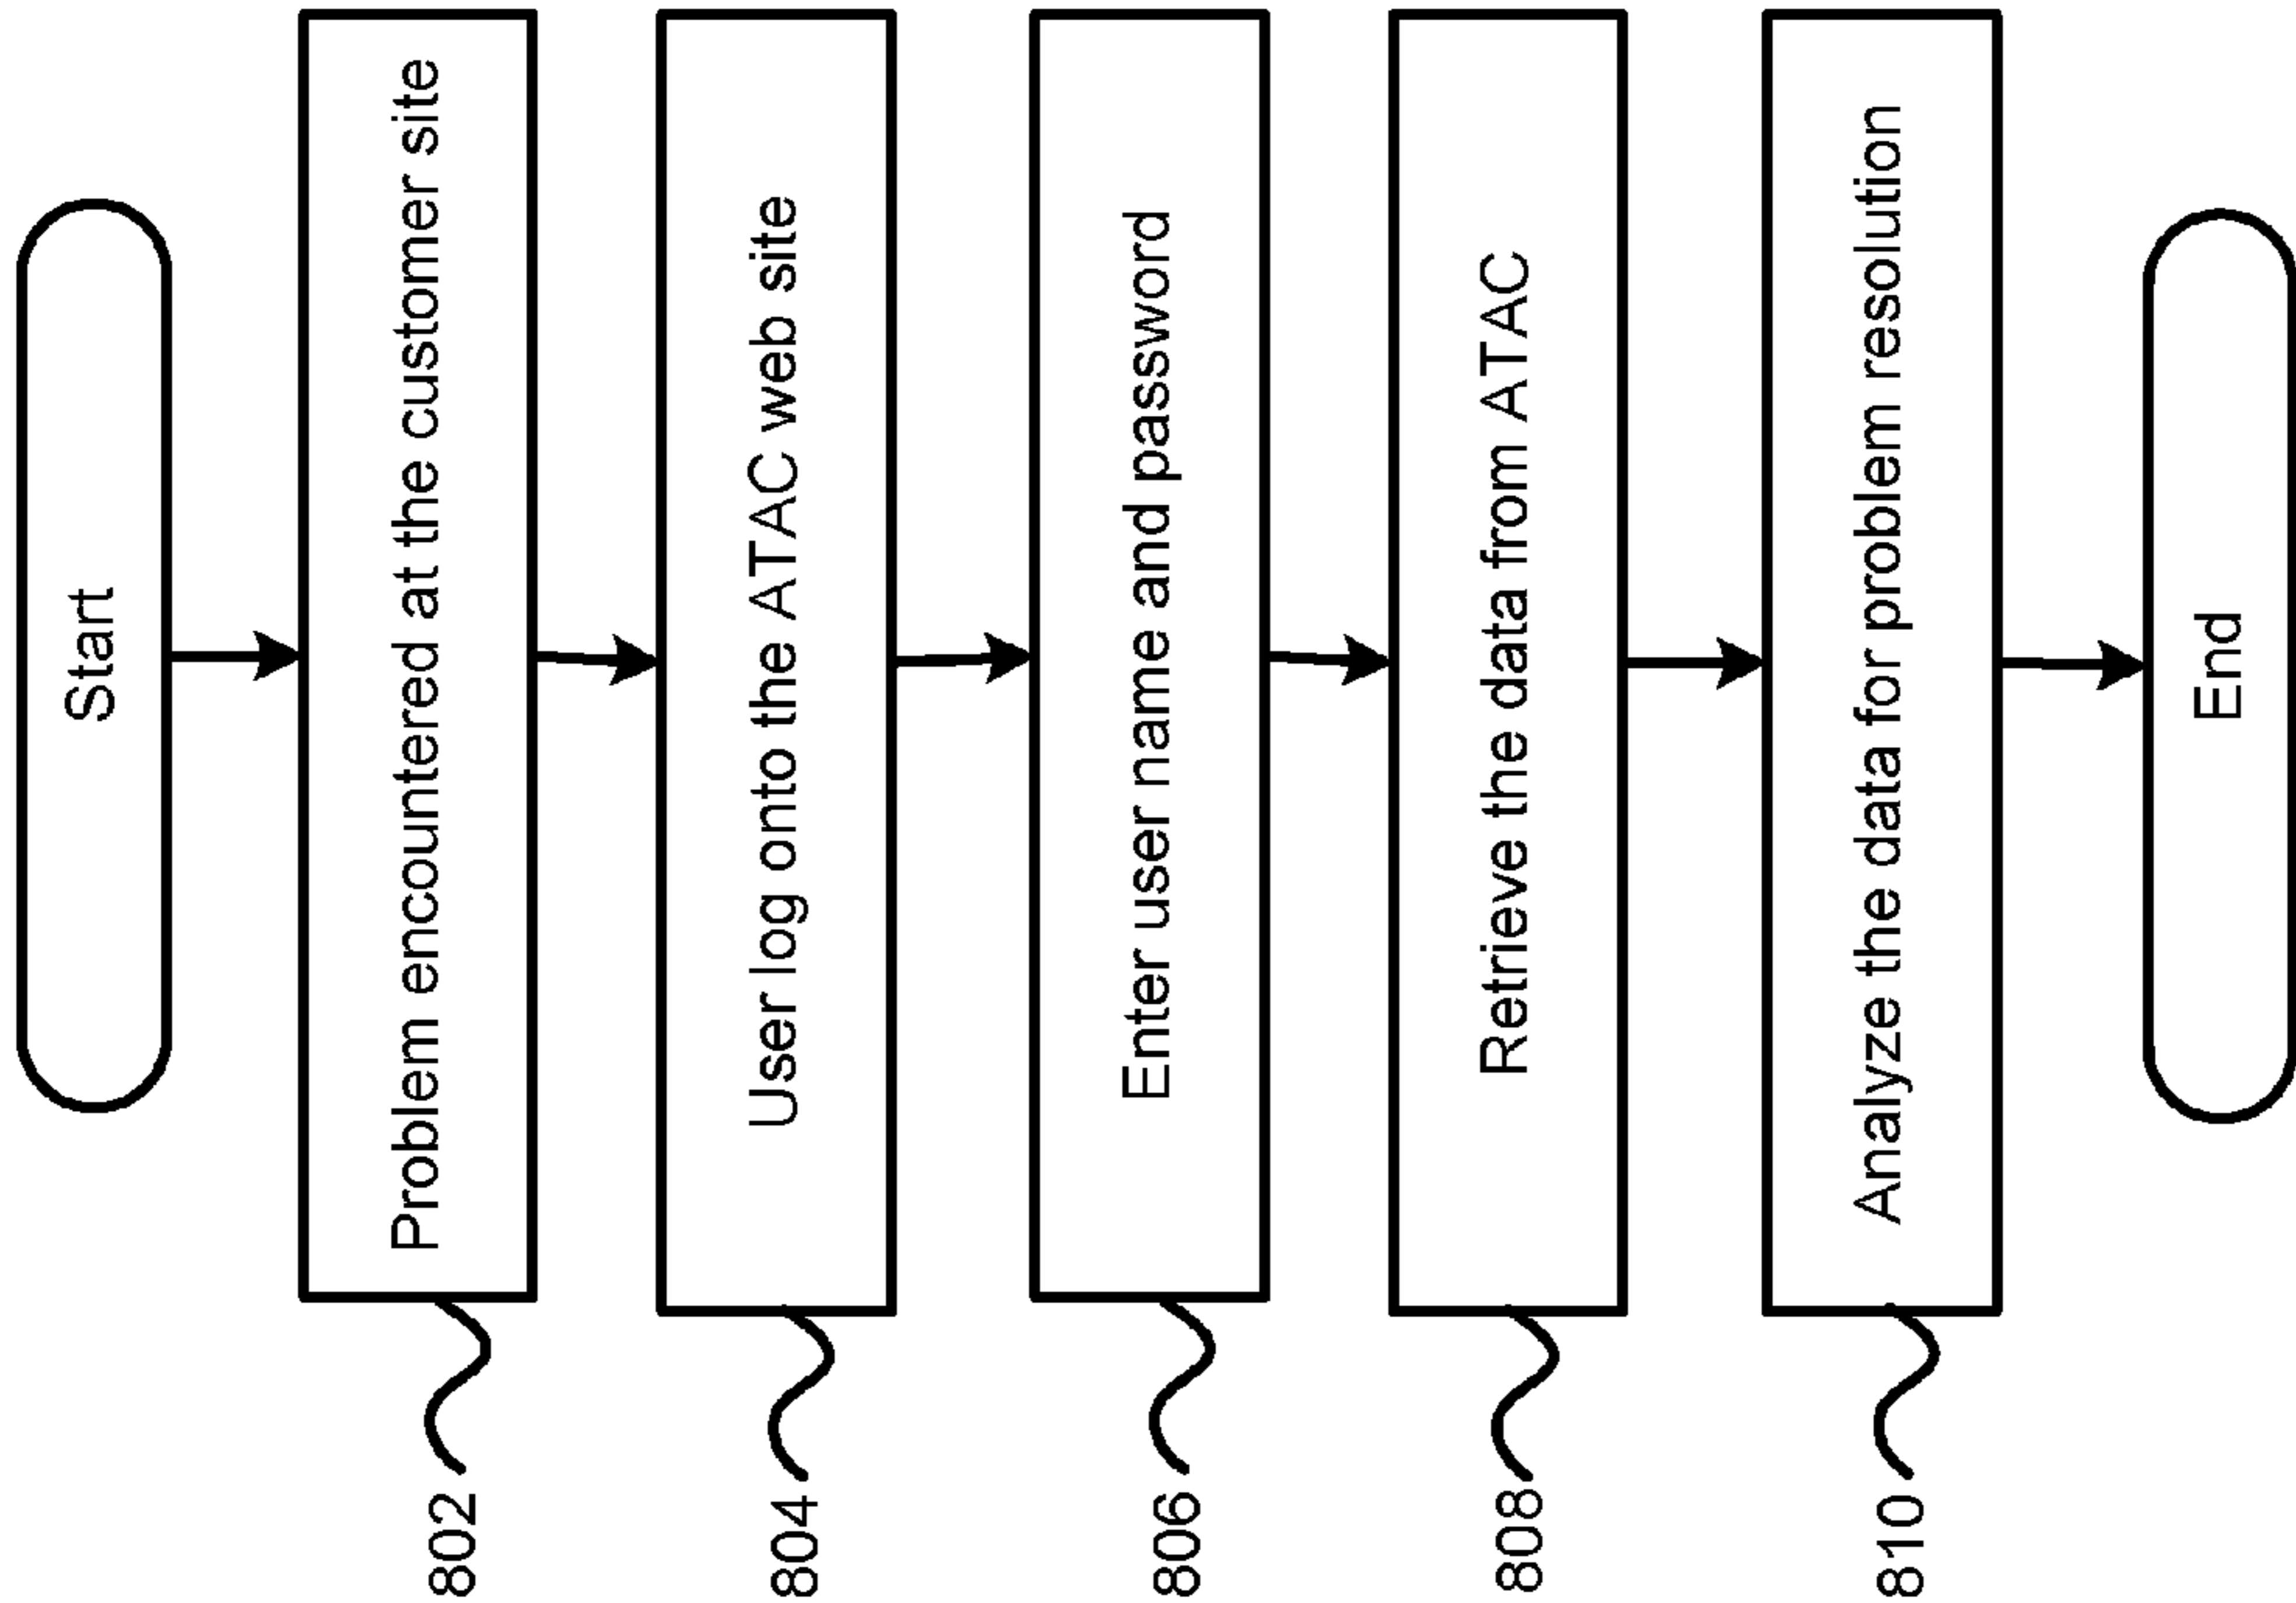 Start
802
Problem encountered at the customer site
804
User log onto the ATAC web site
806
Enter user name and password
808
Retrieve the data from ATAC
810
Analyze the data for problem resolution
End